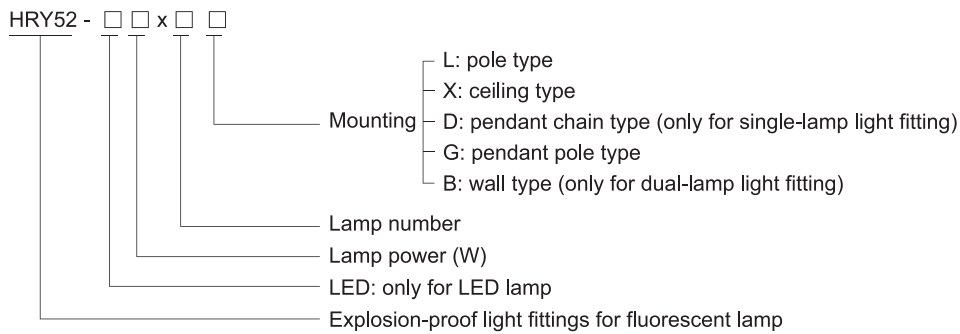 HRY52 - □ □ x □ □
L: pole type
X: ceiling type
Mounting
D: pendant chain type (only for single-lamp light fitting)
G: pendant pole type
B: wall type (only for dual-lamp light fitting)
Lamp number
Lamp power (W)
LED: only for LED lamp
Explosion-proof light fittings for fluorescent lamp